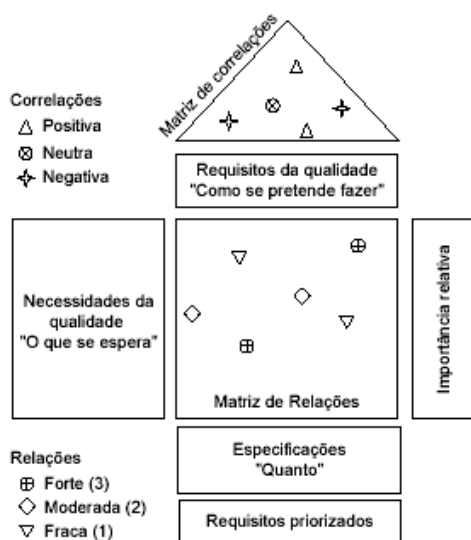 Matriz de correlações
Correlações
Positiva
Neutra
Negativa
Requisitos da qualidade
"Como se pretende fazer"
Necessidades da
qualidade
"O que se espera"
Matriz de Relações
Importância relativa
Relações
Forte (3)
Moderada (2)
Fraca (1)
Especificações
"Quanto"
Requisitos priorizados